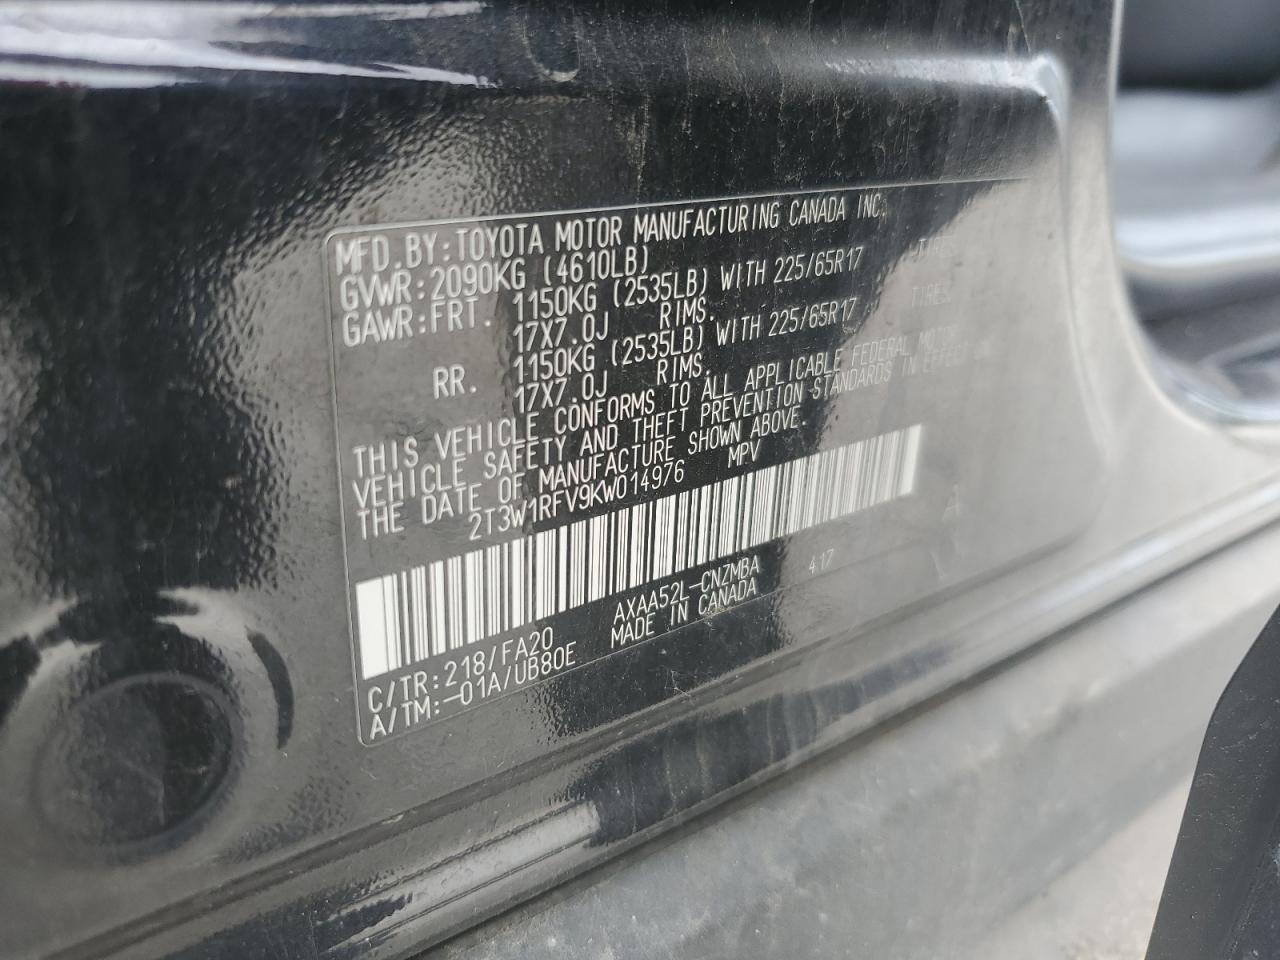 MFD.BY:TOYOTA MOTOR MANUFACTURING CANADA INC.
GVWR:2090KG (4610LB)
GAWR:FRT. 1150KG (2535LB) WITH 225/65R17 TIRES
17X7.0J RIMS.
RR. 1150KG (2535LB) WITH 225/65R17 TIRES
17X7.0J RIMS.
THIS VEHICLE CONFORMS TO ALL APPLICABLE FEDERAL MOTOR
VEHICLE SAFETY AND THEFT PREVENTION STANDARDS IN EFFECT
THE DATE OF MANUFACTURE SHOWN ABOVE.
2T3W1RFV9KW014976 MPV
C/TR:218/FA20 AXAA52L-CNZMBA 417 A
A/TM:-01A/UB80E MADE IN CANADA